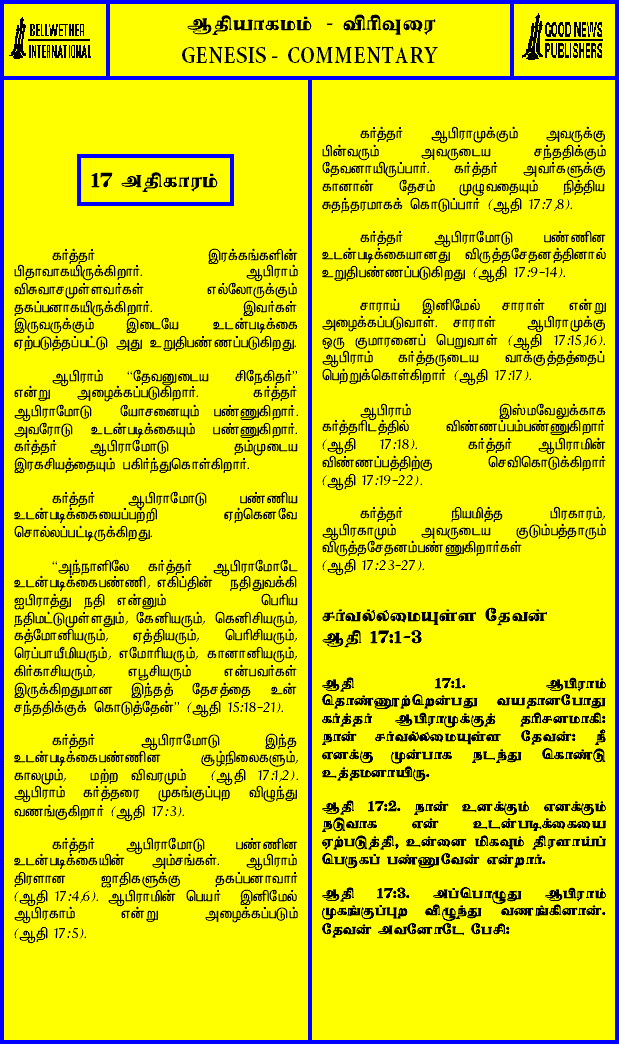 BELLWETHER
INTERNATIONAL
ஆதியாகமம் - விரிவுரை
GENESIS - COMMENTARY
GOOD NEWS
PUBLISHERS
17 அதிகாரம்
கர்த்தர் இரக்கங்களின்
பிதாவாகயிருக்கிறார். ஆபிராம்
விசுவாசமுள்ளவர்கள் எல்லோருக்கும்
தகப்பனாகயிருக்கிறார். இவர்கள்
இருவருக்கும் இடையே உடன்படிக்கை
ஏற்படுத்தப்பட்டு அது உறுதிபண்ணப்படுகிறது.
ஆபிராம் “தேவனுடைய சிநேகிதர்”
என்று அழைக்கப்படுகிறார். கர்த்தர்
ஆபிராமோடு யோசனையும் பண்ணுகிறார்.
அவரோடு உடன்படிக்கையும் பண்ணுகிறார்.
கர்த்தர் ஆபிராமோடு தம்முடைய
இரகசியத்தையும் பகிர்ந்துகொள்கிறார்.
கர்த்தர் ஆபிராமோடு பண்ணிய
உடன்படிக்கையைப்பற்றி ஏற்கெனவே
சொல்லப்பட்டிருக்கிறது.
“அந்நாளிலே கர்த்தர் ஆபிராமோடே
உடன்படிக்கைபண்ணி, எகிப்தின் நதிதுவக்கி
ஐபிராத்து நதி என்னும் பெரிய
நதிமட்டுமுள்ளதும், கேனியரும், கெனிசியரும்,
கத்மோனியரும், ஏத்தியரும், பெரிசியரும்,
ரெப்பாயீமியரும், எமோரியரும், கானானியரும்,
கிர்காசியரும், எபூசியரும் என்பவர்கள்
இருக்கிறதுமான இந்தத் தேசத்தை உன்
சந்ததிக்குக் கொடுத்தேன்” (ஆதி 15:18-21).
கர்த்தர் ஆபிராமோடு இந்த
உடன்படிக்கைபண்ணின சூழ்நிலைகளும்,
காலமும், மற்ற விவரமும் (ஆதி 17:1,2).
ஆபிராம் கர்த்தரை முகங்குப்புற விழுந்து
வணங்குகிறார் (ஆதி 17:3).
கர்த்தர் ஆபிராமோடு பண்ணின
உடன்படிக்கையின் அம்சங்கள். ஆபிராம்
திரளான ஜாதிகளுக்கு தகப்பனாவார்
(ஆதி 17:4,6). ஆபிராமின் பெயர் இனிமேல்
ஆபிரகாம் என்று அழைக்கப்படும்
(ஆதி 17:5).
கர்த்தர் ஆபிராமுக்கும் அவருக்கு
பின்வரும் அவருடைய சந்ததிக்கும்
தேவனாயிருப்பார். கர்த்தர் அவர்களுக்கு
கானான் தேசம் முழுவதையும் நித்திய
சுதந்தரமாகக் கொடுப்பார் (ஆதி 17:7,8).
கர்த்தர் ஆபிராமோடு பண்ணின
உடன்படிக்கையானது விருத்தசேதனத்தினால்
உறுதிபண்ணப்படுகிறது (ஆதி 17:9-14).
சாராய் இனிமேல் சாராள் என்று
அழைக்கப்படுவாள். சாராள் ஆபிராமுக்கு
ஒரு குமாரனைப் பெறுவாள் (ஆதி 17:15,16).
ஆபிராம் கர்த்தருடைய வாக்குத்தத்தைப்
பெற்றுக்கொள்கிறார் (ஆதி 17:17).
ஆபிராம் இஸ்மவேலுக்காக
கர்த்தரிடத்தில் விண்ணப்பம்பண்ணுகிறார்
(ஆதி 17:18). கர்த்தர் ஆபிராமின்
விண்ணப்பத்திற்கு செவிகொடுக்கிறார்
(ஆதி 17:19-22).
கர்த்தர் நியமித்த பிரகாரம்,
ஆபிரகாமும் அவருடைய குடும்பத்தாரும்
விருத்தசேதனம்பண்ணுகிறார்கள்
(ஆதி 17:23-27).
சர்வல்லமையுள்ள தேவன்
ஆதி 17:1-3
ஆதி 17:1. ஆபிராம்
தொண்ணூற்றென்பது வயதானபோது
கர்த்தர் ஆபிராமுக்குத் தரிசனமாகி:
நான் சர்வல்லமையுள்ள தேவன்: நீ
எனக்கு முன்பாக நடந்து கொண்டு
உத்தமனாயிரு.
ஆதி 17:2. நான் உனக்கும் எனக்கும்
நடுவாக என் உடன்படிக்கையை
ஏற்படுத்தி, உன்னை மிகவும் திரளாய்ப்
பெருகப் பண்ணுவேன் என்றார்.
ஆதி 17:3. அப்பொழுது ஆபிராம்
முகங்குப்புற விழுந்து வணங்கினான்.
தேவன் அவனோடே பேசி: